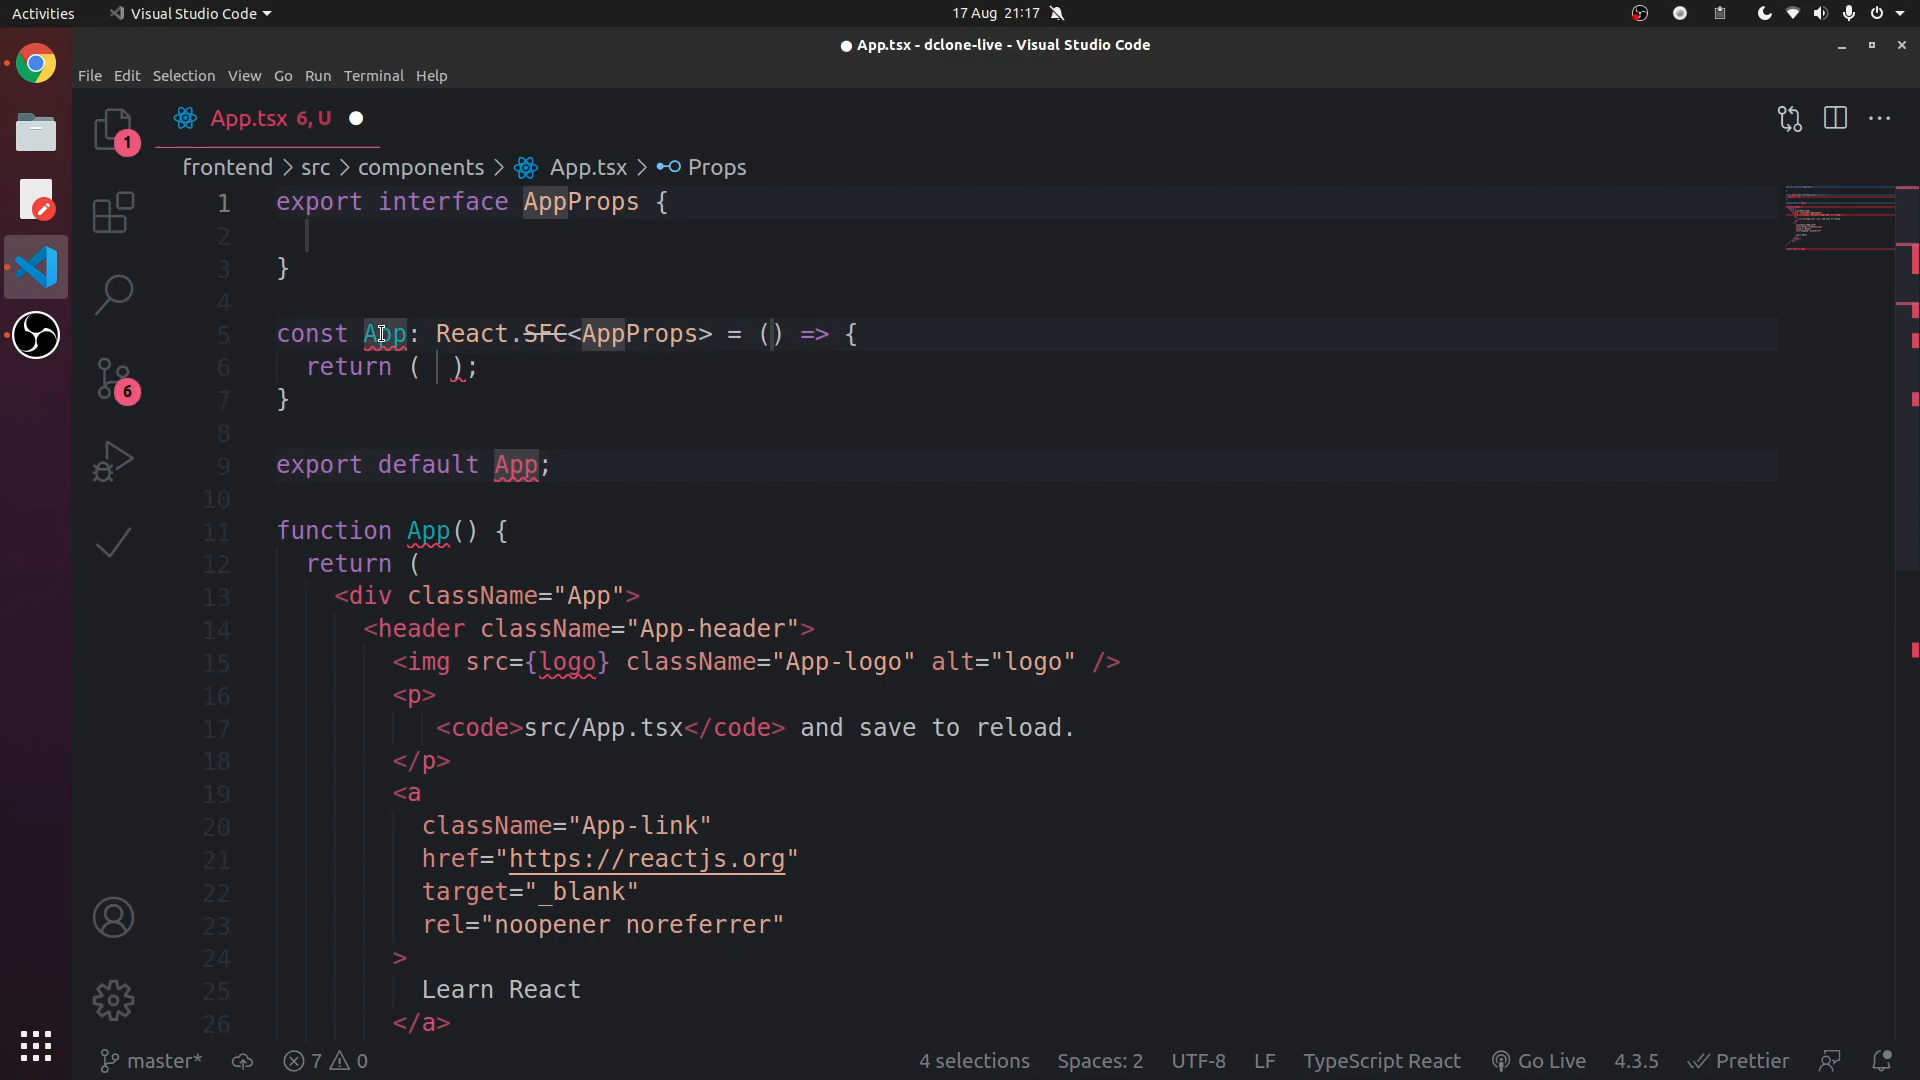 Activities Visual Studio Code 17 Aug 21:17
App.tsx - dclone-live - Visual Studio Code
File Edit Selection View Go Run Terminal Help
App.tsx 6, U
1
frontend > src > components > App.tsx > Props
1 export interface AppProps {
2
3 }
4
5 const App: React.SFC<AppProps> = () => {
6 return ( );
7 }
8
9 export default App;
10
11 function App() {
12 return (
13 <div className="App">
14 <header className="App-header">
15 <img src={logo} className="App-logo" alt="logo" />
16 <p>
17 <code>src/App.tsx</code> and save to reload.
18 </p>
19 <a
20 className="App-link"
21 href="https://reactjs.org"
22 target="_blank"
23 rel="noopener noreferrer"
24 >
25 Learn React
26 </a>
6
master* 7 0 4 selections Spaces: 2 UTF-8 LF TypeScript React Go Live 4.3.5 Prettier